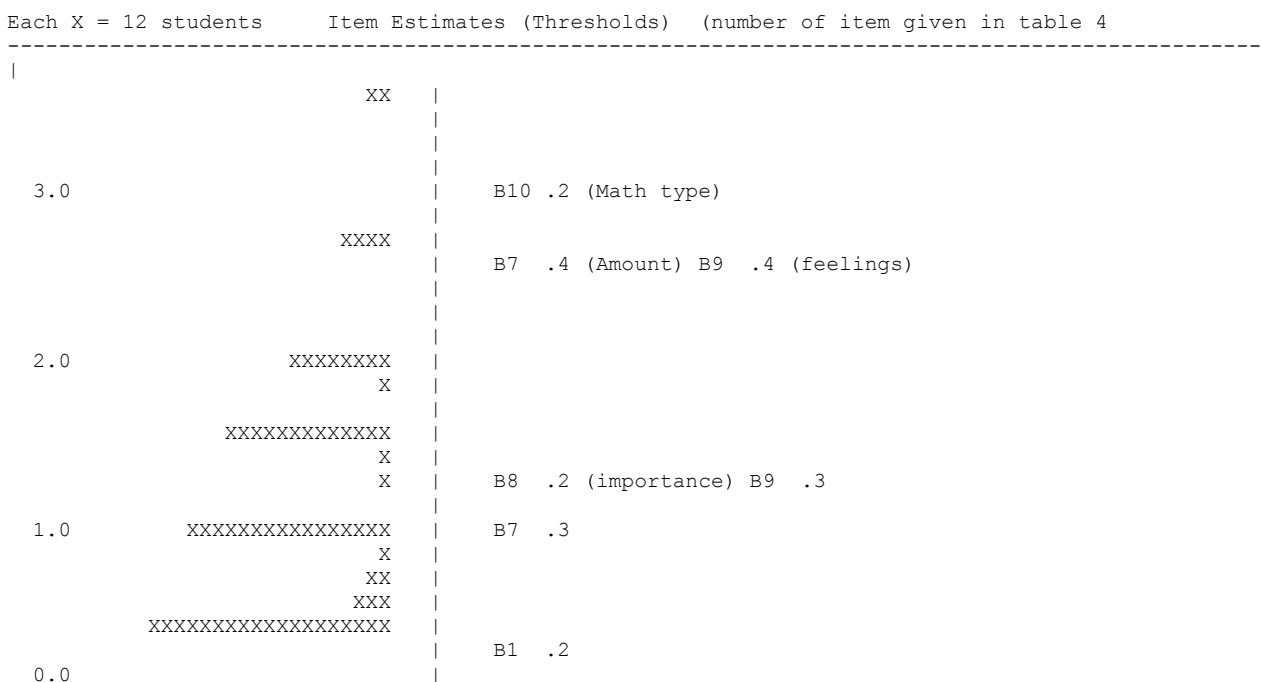 Each X = 12 students     Item Estimates (Thresholds)  (number of item given in table 4
--------------------------------------------------------------------------------------------------
|
XX |
|
|
|
3.0 | B10 .2 (Math type)
|
XXXX |
| B7 .4 (Amount) B9 .4 (feelings)
|
|
|
2.0 XXXXXXXX |
X |
|
XXXXXXXXXXXXX |
X |
X | B8 .2 (importance) B9 .3
|
1.0 XXXXXXXXXXXXXXXX | B7 .3
X |
XX |
XXX |
XXXXXXXXXXXXXXXXXXX |
| B1 .2
0.0 |